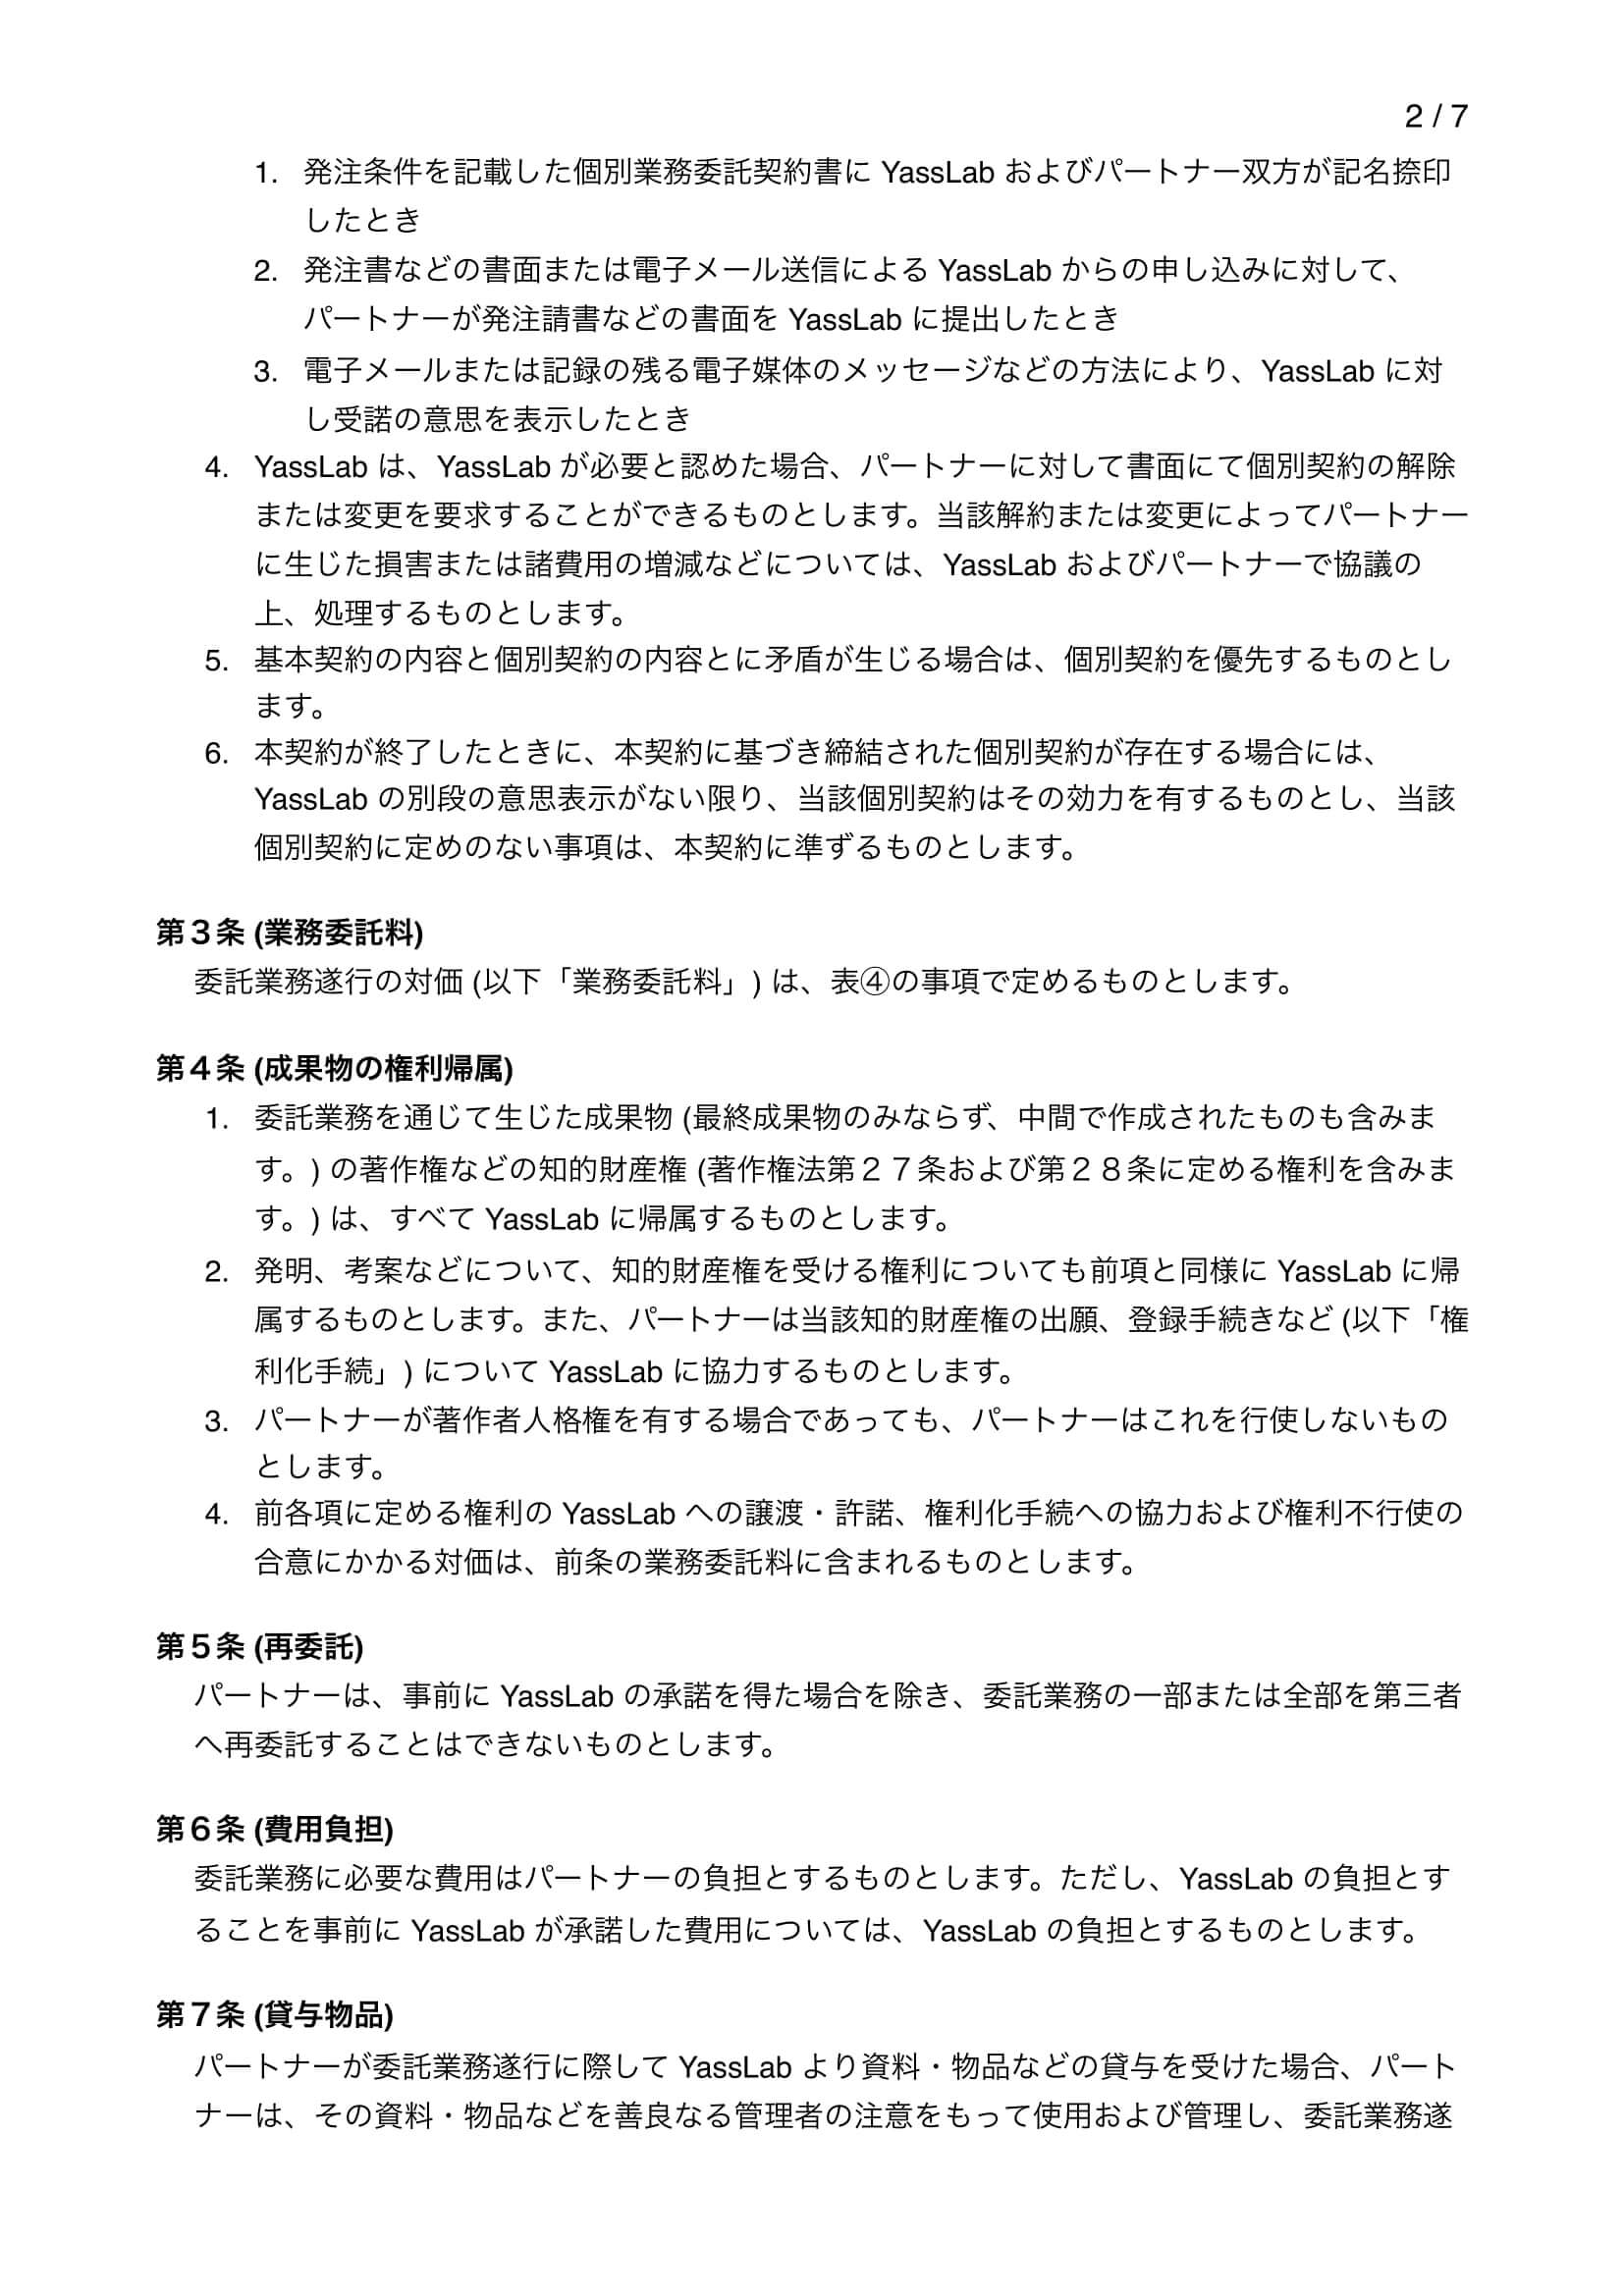 2 / 7
1. 発注条件を記載した個別業務委託契約書に YassLab およびパートナー双方が記名捺印
したとき
2. 発注書などの書面または電子メール送信による YassLab からの申し込みに対して、
パートナーが発注請書などの書面を YassLab に提出したとき
3. 電子メールまたは記録の残る電子媒体のメッセージなどの方法により、YassLab に対
し受諾の意思を表示したとき
4. YassLab は、YassLab が必要と認めた場合、パートナーに対して書面にて個別契約の解除
または変更を要求することができるものとします。当該解約または変更によってパートナー
に生じた損害または諸費用の増減などについては、YassLab およびパートナーで協議の
上、処理するものとします。
5. 基本契約の内容と個別契約の内容とに矛盾が生じる場合は、個別契約を優先するものとし
ます。
6. 本契約が終了したときに、本契約に基づき締結された個別契約が存在する場合には、
YassLab の別段の意思表示がない限り、当該個別契約はその効力を有するものとし、当該
個別契約に定めのない事項は、本契約に準ずるものとします。
第３条 (業務委託料)
委託業務遂行の対価 (以下「業務委託料」) は、表④の事項で定めるものとします。
第４条 (成果物の権利帰属)
1. 委託業務を通じて生じた成果物 (最終成果物のみならず、中間で作成されたものも含みま
す。) の著作権などの知的財産権 (著作権法第２７条および第２８条に定める権利を含みま
す。) は、すべて YassLab に帰属するものとします。
2. 発明、考案などについて、知的財産権を受ける権利についても前項と同様に YassLab に帰
属するものとします。また、パートナーは当該知的財産権の出願、登録手続きなど (以下「権
利化手続」) について YassLab に協力するものとします。
3. パートナーが著作者人格権を有する場合であっても、パートナーはこれを行使しないもの
とします。
4. 前各項に定める権利の YassLab への譲渡・許諾、権利化手続への協力および権利不行使の
合意にかかる対価は、前条の業務委託料に含まれるものとします。
第５条 (再委託)
パートナーは、事前に YassLab の承諾を得た場合を除き、委託業務の一部または全部を第三者
へ再委託することはできないものとします。
第６条 (費用負担)
委託業務に必要な費用はパートナーの負担とするものとします。ただし、YassLab の負担とす
ることを事前に YassLab が承諾した費用については、YassLab の負担とするものとします。
第７条 (貸与物品)
パートナーが委託業務遂行に際して YassLab より資料・物品などの貸与を受けた場合、パート
ナーは、その資料・物品などを善良なる管理者の注意をもって使用および管理し、委託業務遂